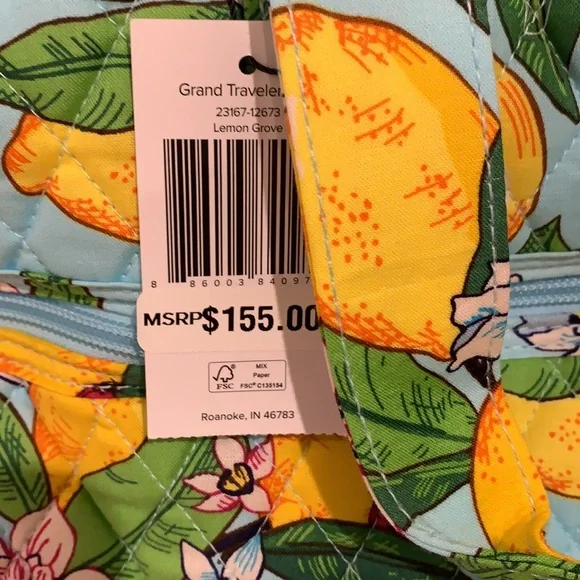 Grand Traveler
23167-12673
Lemon Grove
8 86003 84097
MSRP$155.00
FSC
MIX
Paper
FSC® C135154
Roanoke, IN 46783